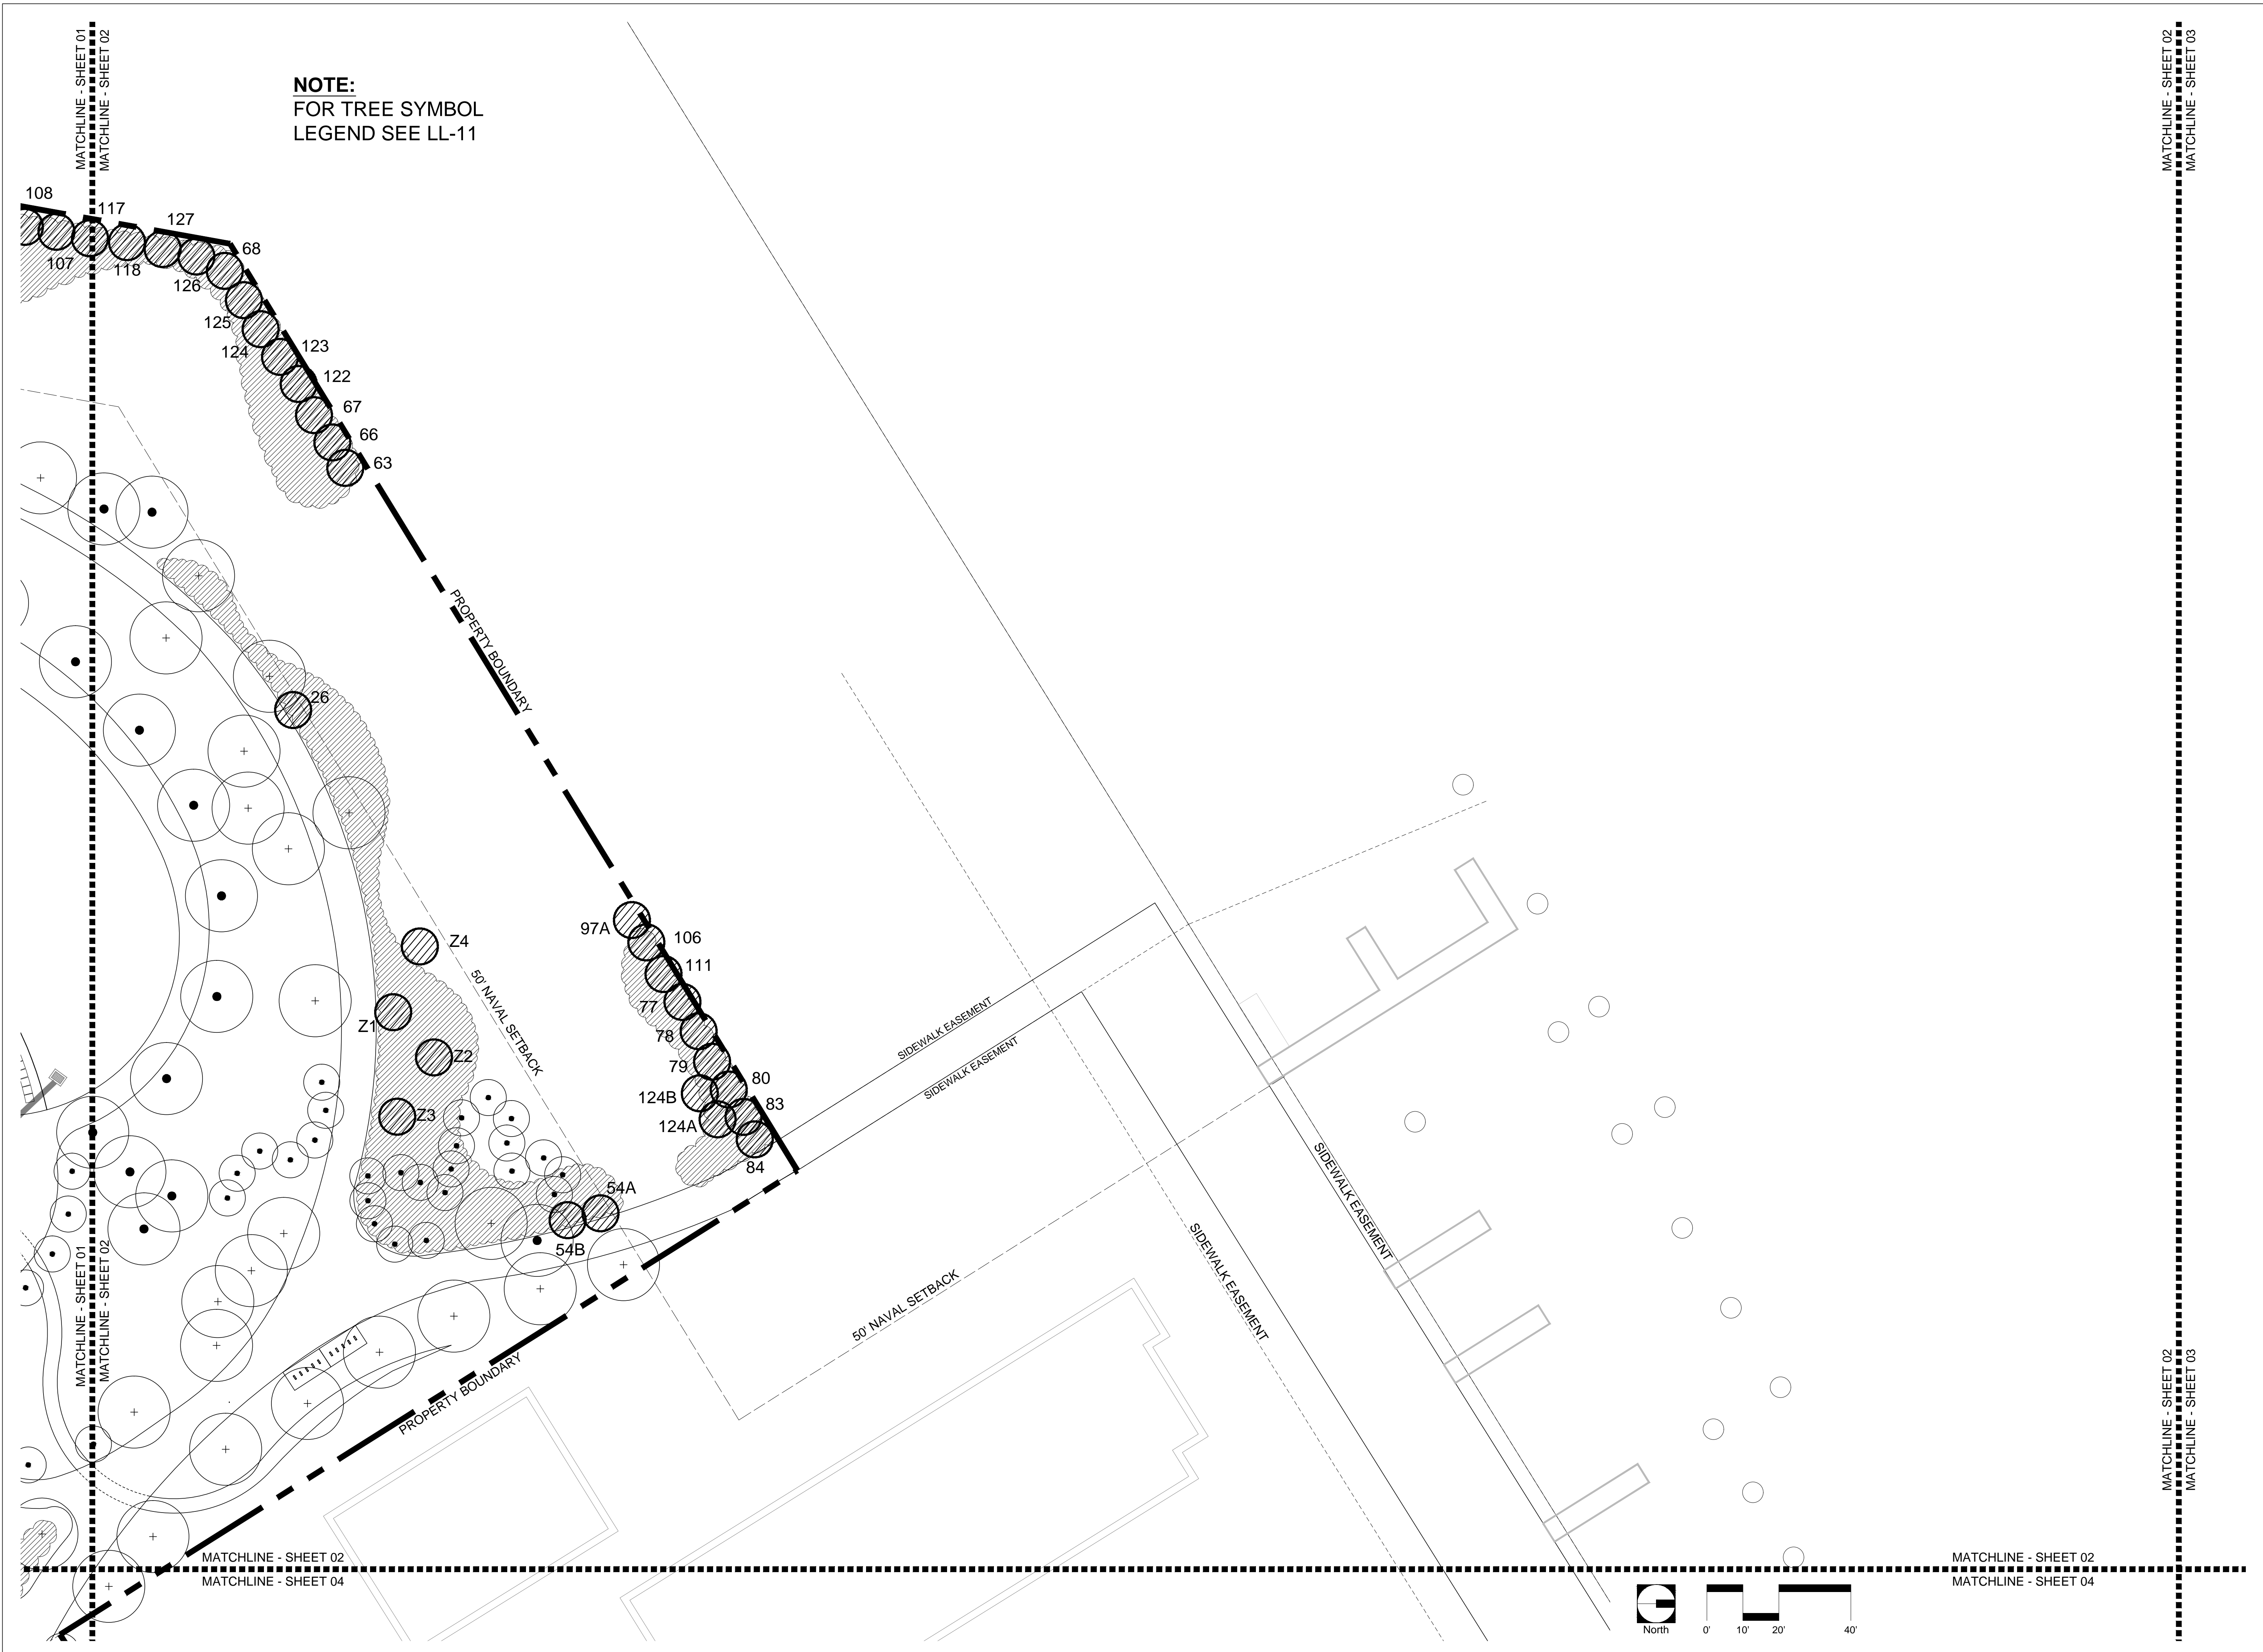 MATCHLINE - SHEET 01
MATCHLINE - SHEET 02
MATCHLINE - SHEET 02
MATCHLINE - SHEET 03
NOTE:
FOR TREE SYMBOL
LEGEND SEE LL-11
108
117
127
68
107
118
126
125
124
123
122
67
66
63
PROPERTY BOUNDARY
26
97A
106
Z4
111
50' NAVAL SETBACK
77
Z1
78
Z2
79
80
124B
83
Z3
124A
84
SIDEWALK EASEMENT
SIDEWALK EASEMENT
54A
54B
SIDEWALK EASEMENT
SIDEWALK EASEMENT
50' NAVAL SETBACK
PROPERTY BOUNDARY
MATCHLINE - SHEET 01
MATCHLINE - SHEET 02
MATCHLINE - SHEET 02
MATCHLINE - SHEET 03
MATCHLINE - SHEET 02
MATCHLINE - SHEET 04
MATCHLINE - SHEET 02
MATCHLINE - SHEET 04
North
0' 10' 20' 40'